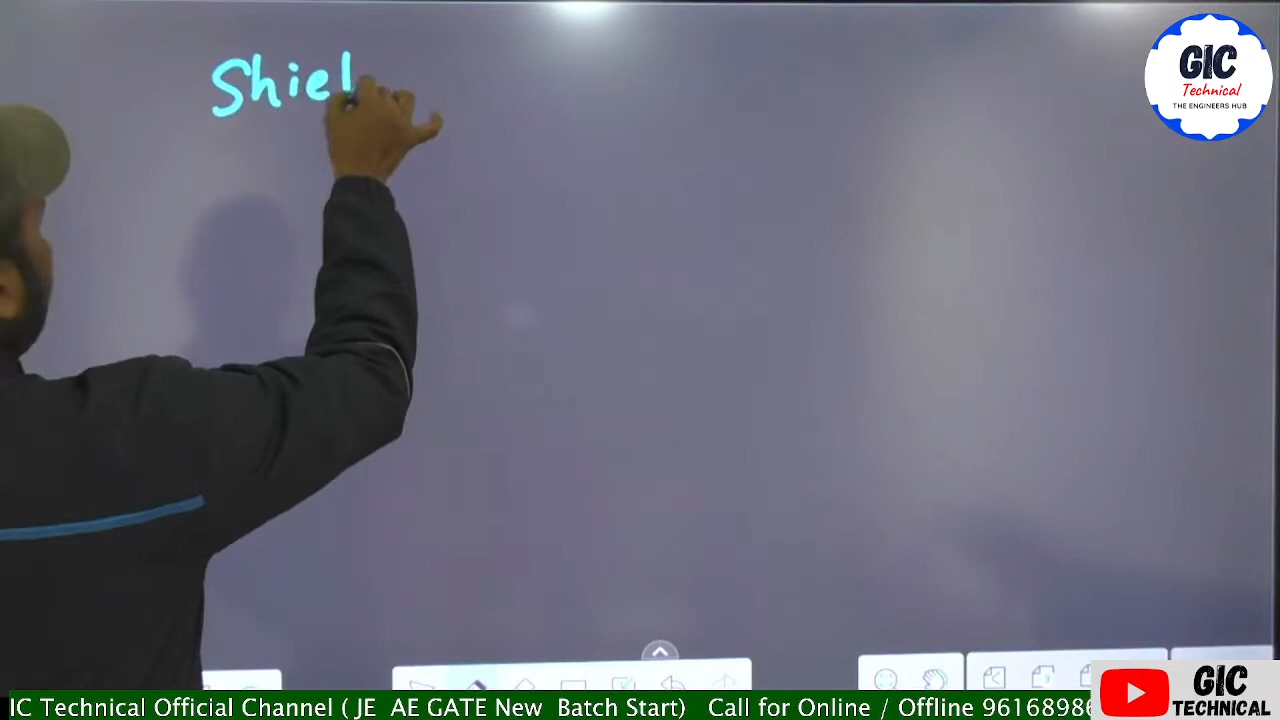 Shiel
GIC
Technical
THE ENGINEERS HUB
IC Technical Official Channel ( JE AE GATE New Batch Start) Call for Online / Offline 96168986
GIC
TECHNICAL